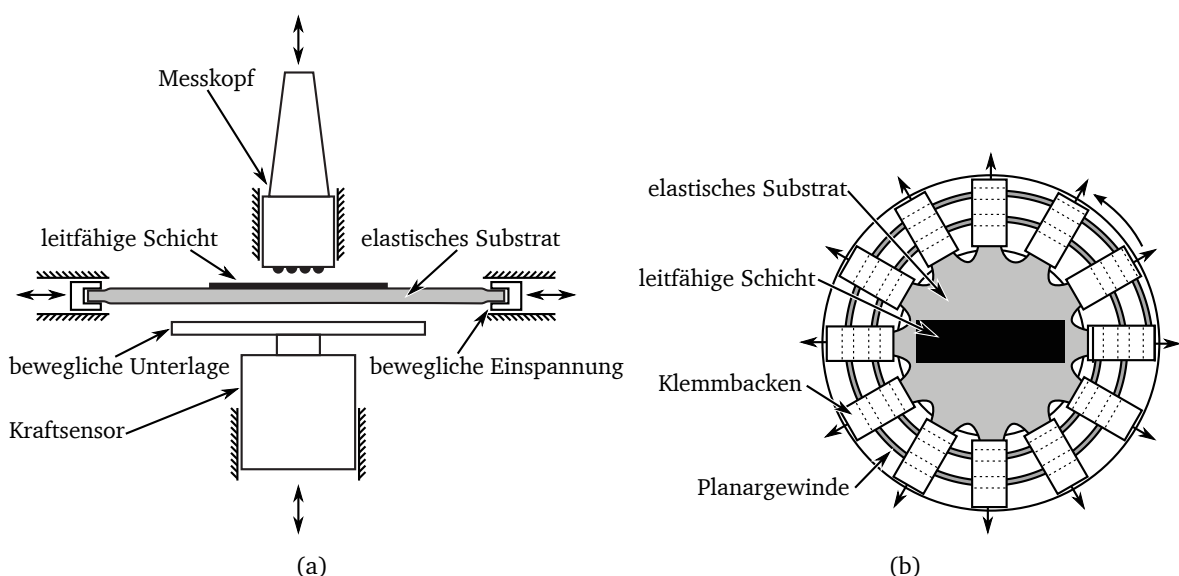 Messkopf
leitfähige Schicht
elastisches Substrat
bewegliche Unterlage
bewegliche Einspannung
Kraftsensor
(a)
elastisches Substrat
leitfähige Schicht
Klemmbacken
Planargewinde
(b)